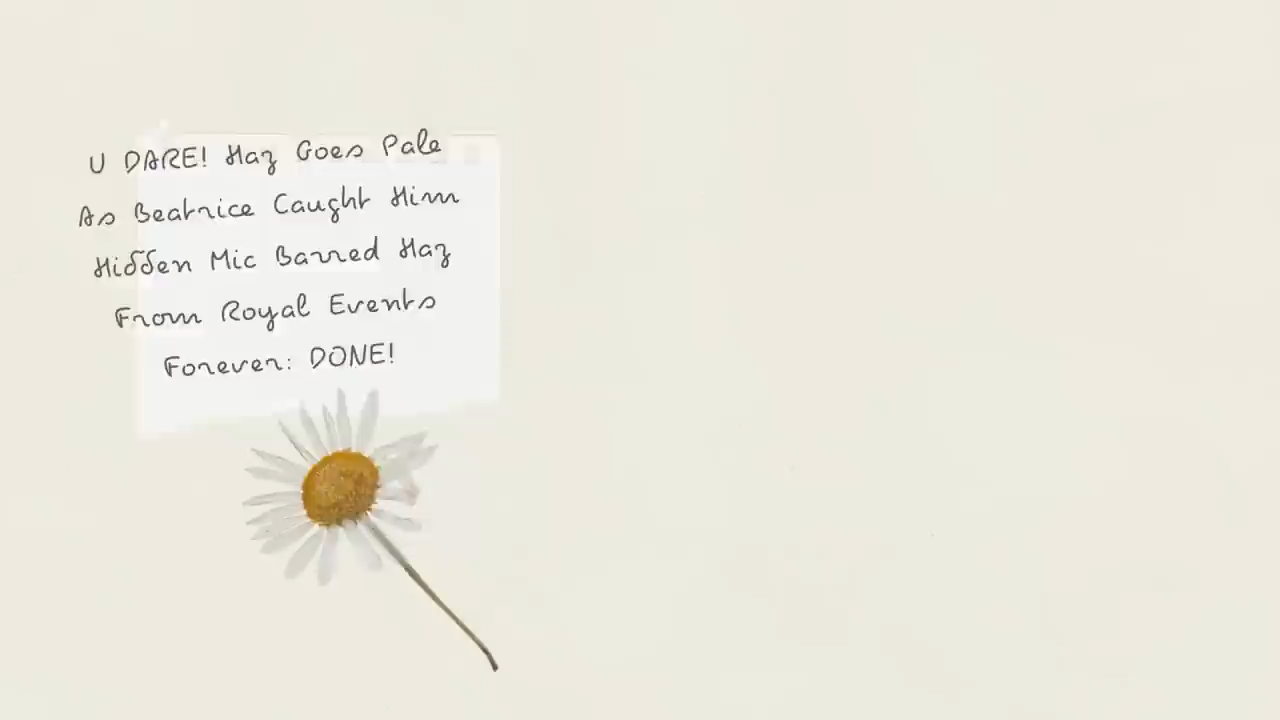 U DARE! Haz Goes Pale
As Beatrice Caught Him
Hidden Mic Barred Haz
From Royal Events
Forever: DONE!